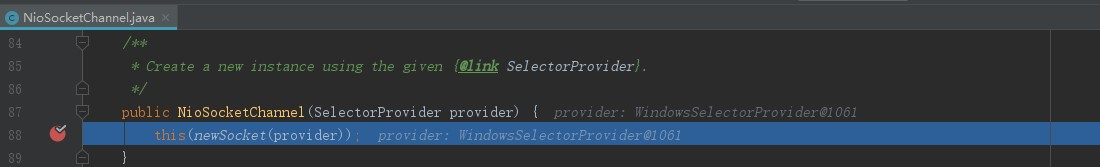 NioSocketChannel.java
84 /**
85 * Create a new instance using the given {@link SelectorProvider}.
86 */
87 public NioSocketChannel(SelectorProvider provider) { provider: WindowsSelectorProvider@1061
88 this(newSocket(provider)); provider: WindowsSelectorProvider@1061
89 }